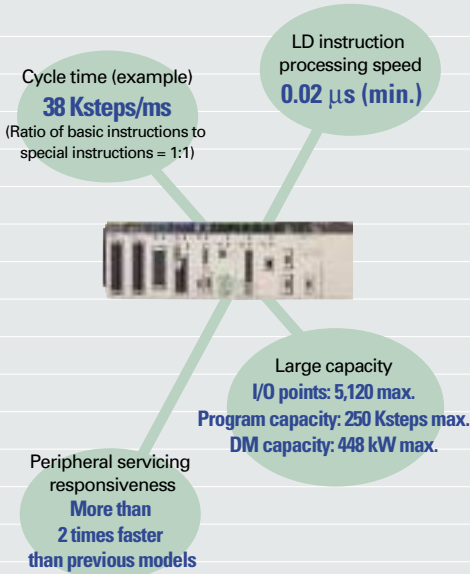 Cycle time (example)
38 Ksteps/ms
(Ratio of basic instructions to
special instructions = 1:1)
LD instruction
processing speed
0.02 µs (min.)
Large capacity
I/O points: 5,120 max.
Program capacity: 250 Ksteps max.
DM capacity: 448 kW max.
Peripheral servicing
responsiveness
More than
2 times faster
than previous models